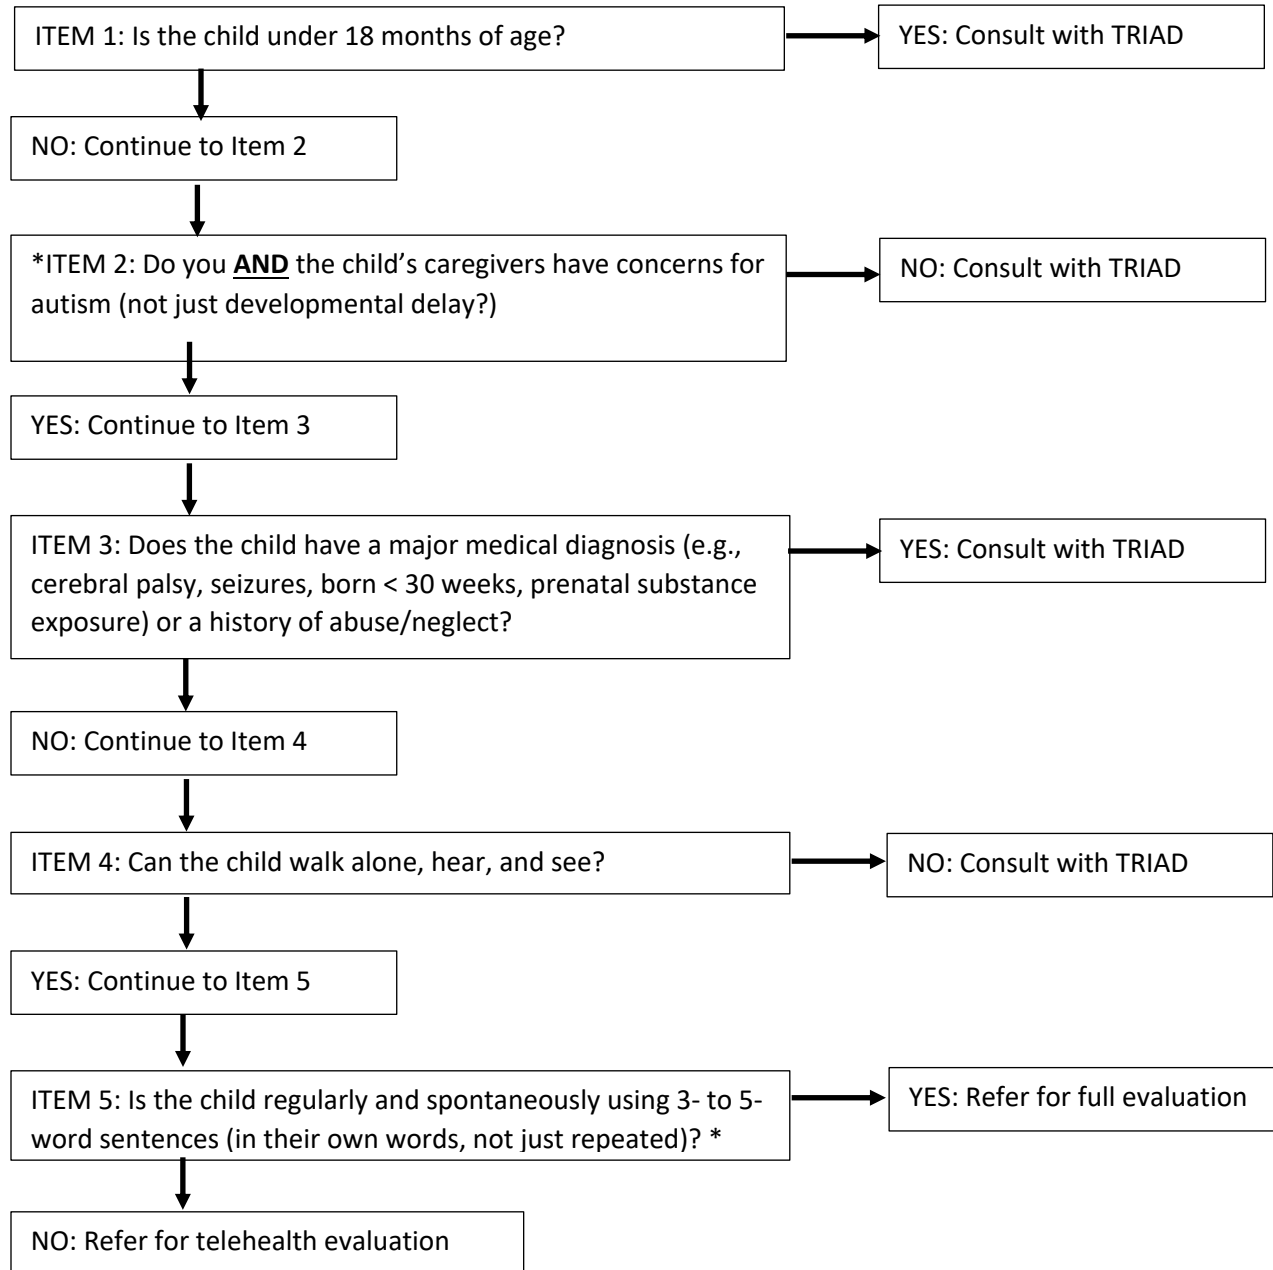 ITEM 1: Is the child under 18 months of age?
YES: Consult with TRIAD
NO: Continue to Item 2
*ITEM 2: Do you AND the child’s caregivers have concerns for
autism (not just developmental delay?)
NO: Consult with TRIAD
YES: Continue to Item 3
ITEM 3: Does the child have a major medical diagnosis (e.g.,
cerebral palsy, seizures, born < 30 weeks, prenatal substance
exposure) or a history of abuse/neglect?
YES: Consult with TRIAD
NO: Continue to Item 4
ITEM 4: Can the child walk alone, hear, and see?
NO: Consult with TRIAD
YES: Continue to Item 5
ITEM 5: Is the child regularly and spontaneously using 3- to 5-
word sentences (in their own words, not just repeated)? *
YES: Refer for full evaluation
NO: Refer for telehealth evaluation